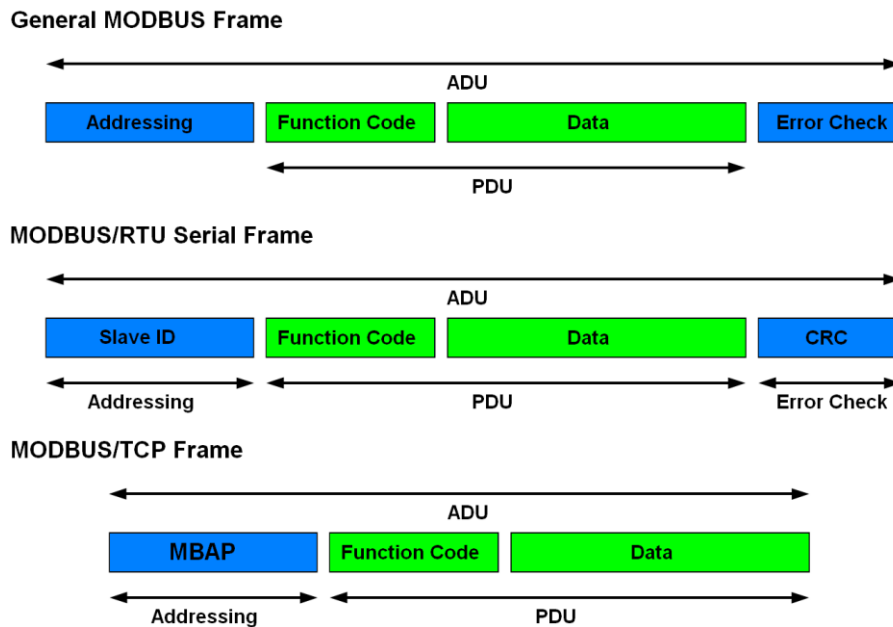 General MODBUS Frame
ADU
Addressing Function Code Data Error Check
PDU
MODBUS/RTU Serial Frame
ADU
Slave ID Function Code Data CRC
Addressing PDU Error Check
MODBUS/TCP Frame
ADU
MBAP Function Code Data
Addressing PDU